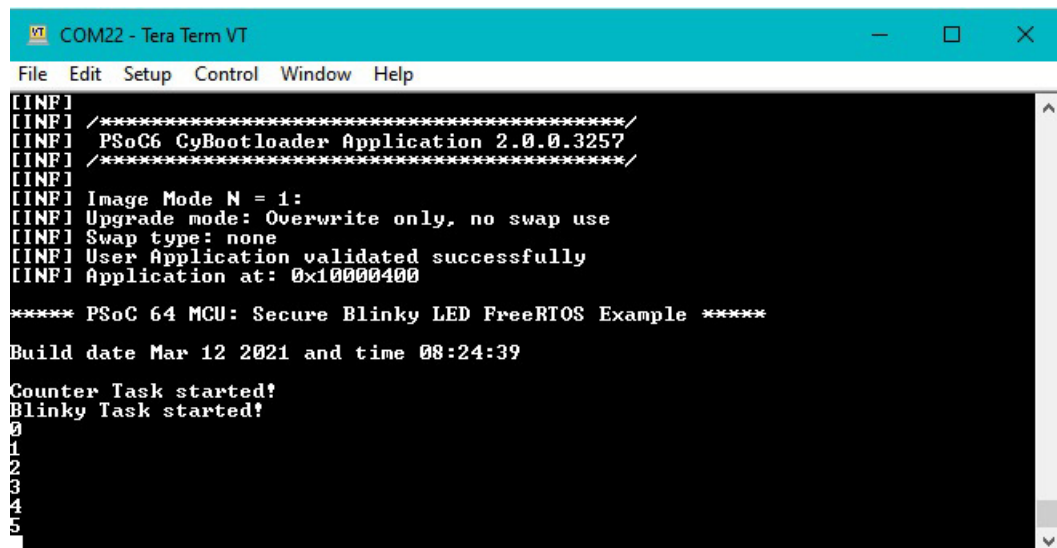 COM22 - Tera Term VT
File Edit Setup Control Window Help
[INF]
[INF] /******************************************/
[INF]  PSoC6 CyBootloader Application 2.0.0.3257
[INF] /******************************************/
[INF]
[INF] Image Mode N = 1:
[INF] Upgrade mode: Overwrite only, no swap use
[INF] Swap type: none
[INF] User Application validated successfully
[INF] Application at: 0x10000400
***** PSoC 64 MCU: Secure Blinky LED FreeRTOS Example *****
Build date Mar 12 2021 and time 08:24:39
Counter Task started!
Blinky Task started!
0
1
2
3
4
5